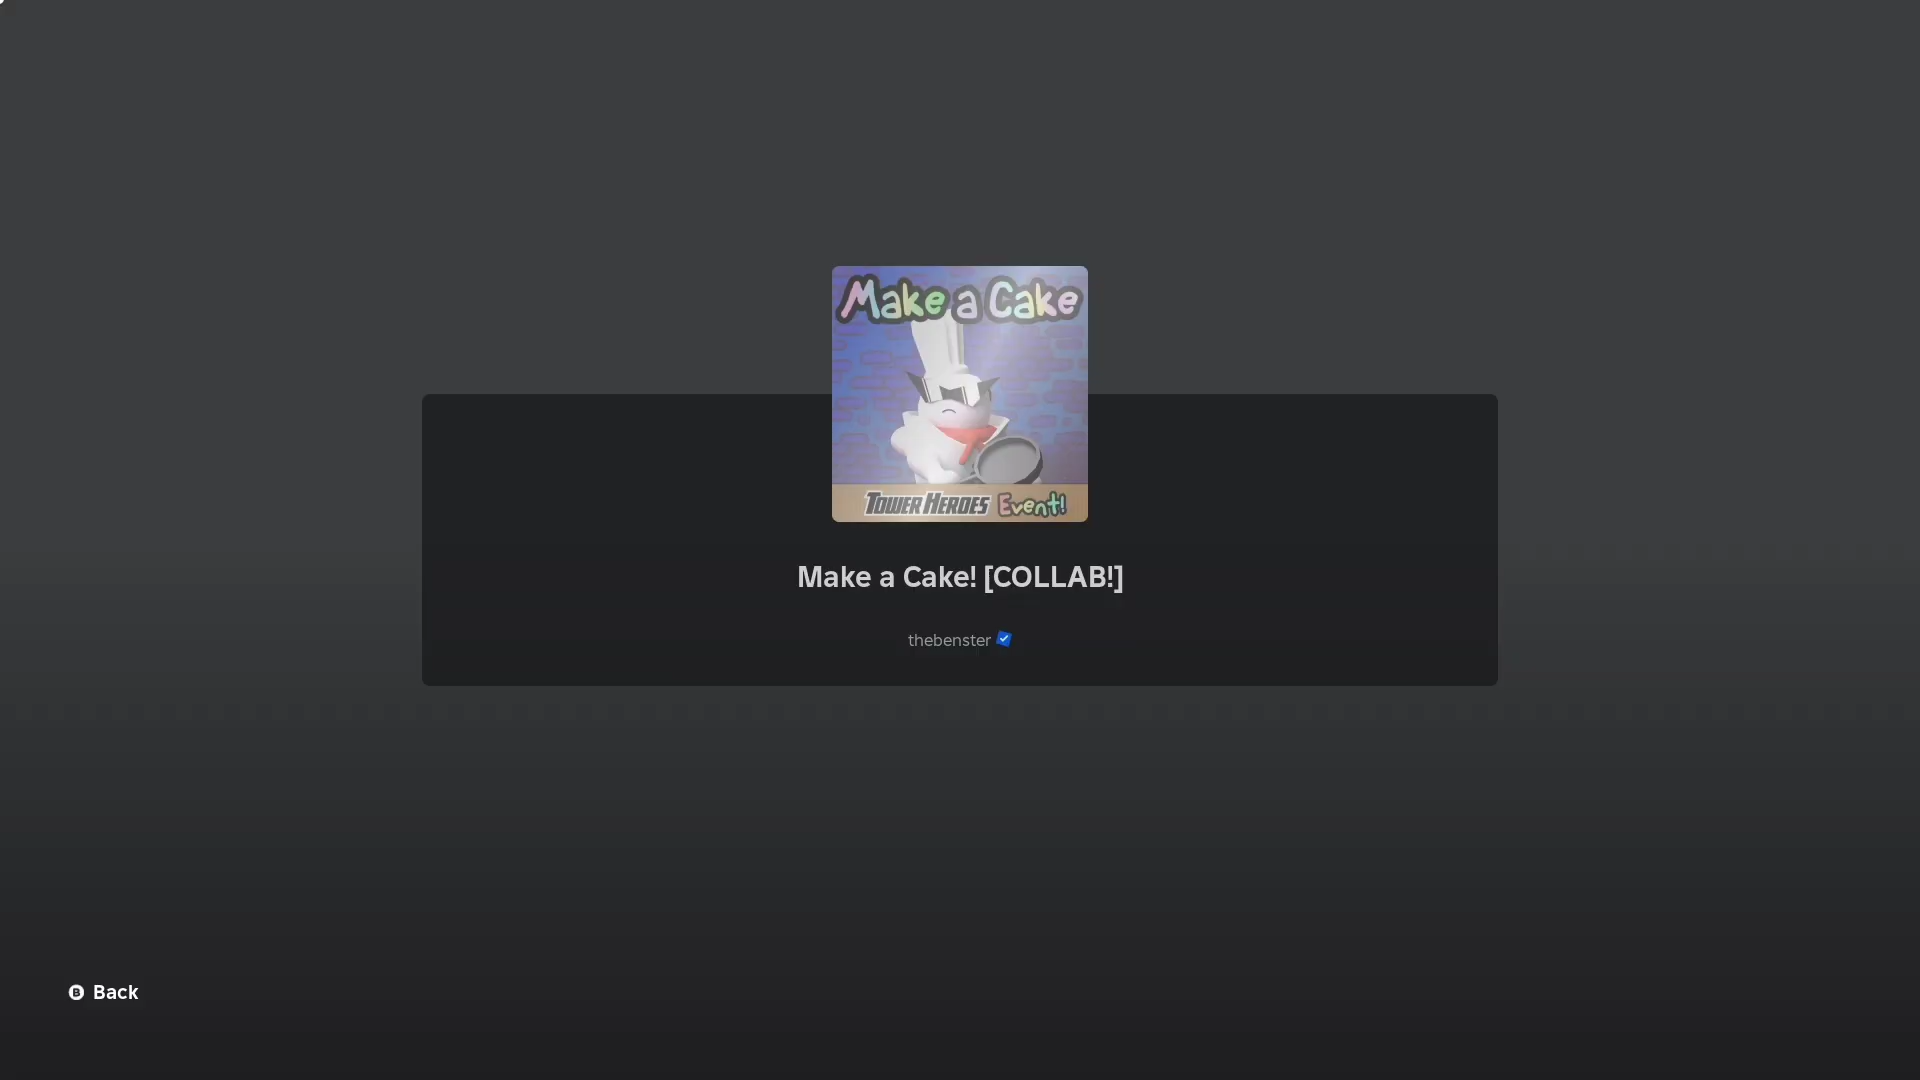 Make a Cake
TOWER HEROES Event!
Make a Cake! [COLLAB!]
thebenster
B Back